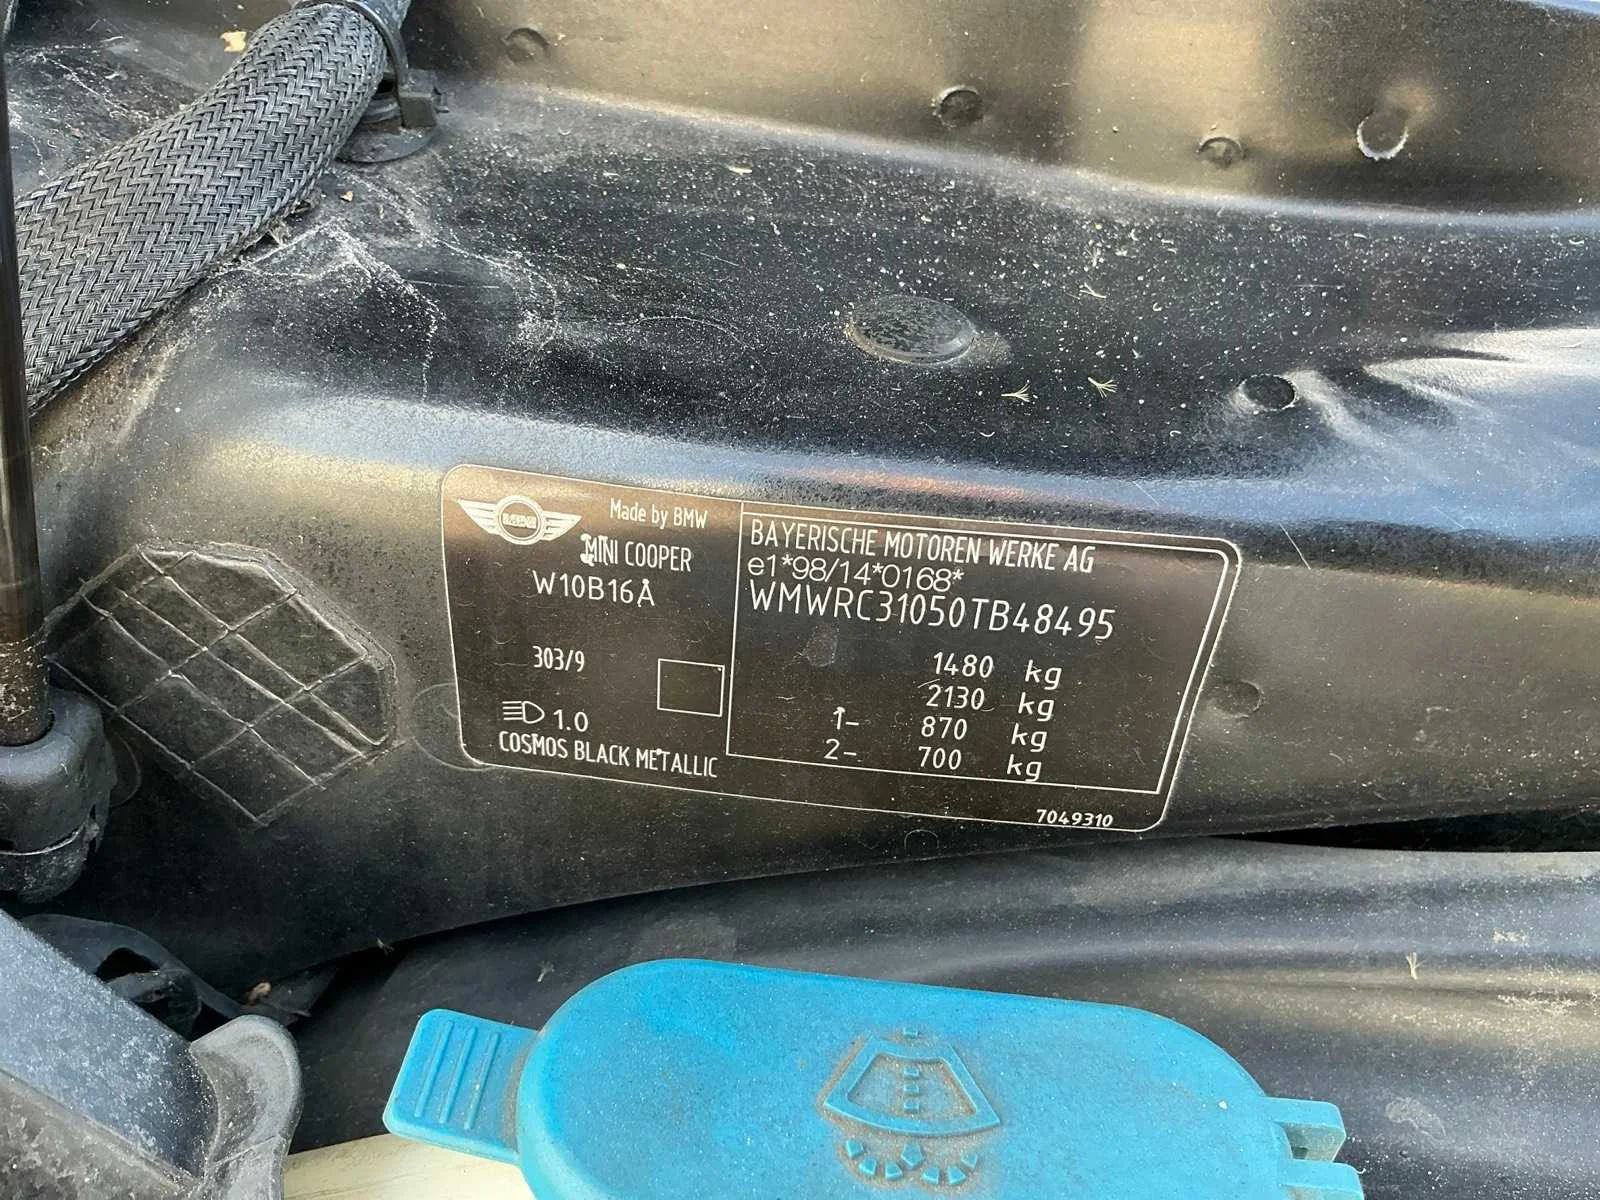 Made by BMW
MINI COOPER
W10B16A
303/9
1.0
COSMOS BLACK METALLIC
BAYERISCHE MOTOREN WERKE AG
e1*98/14*0168*
WMWRC31050TB48495
1480 kg
2130 kg
1- 870 kg
2- 700 kg
7049310